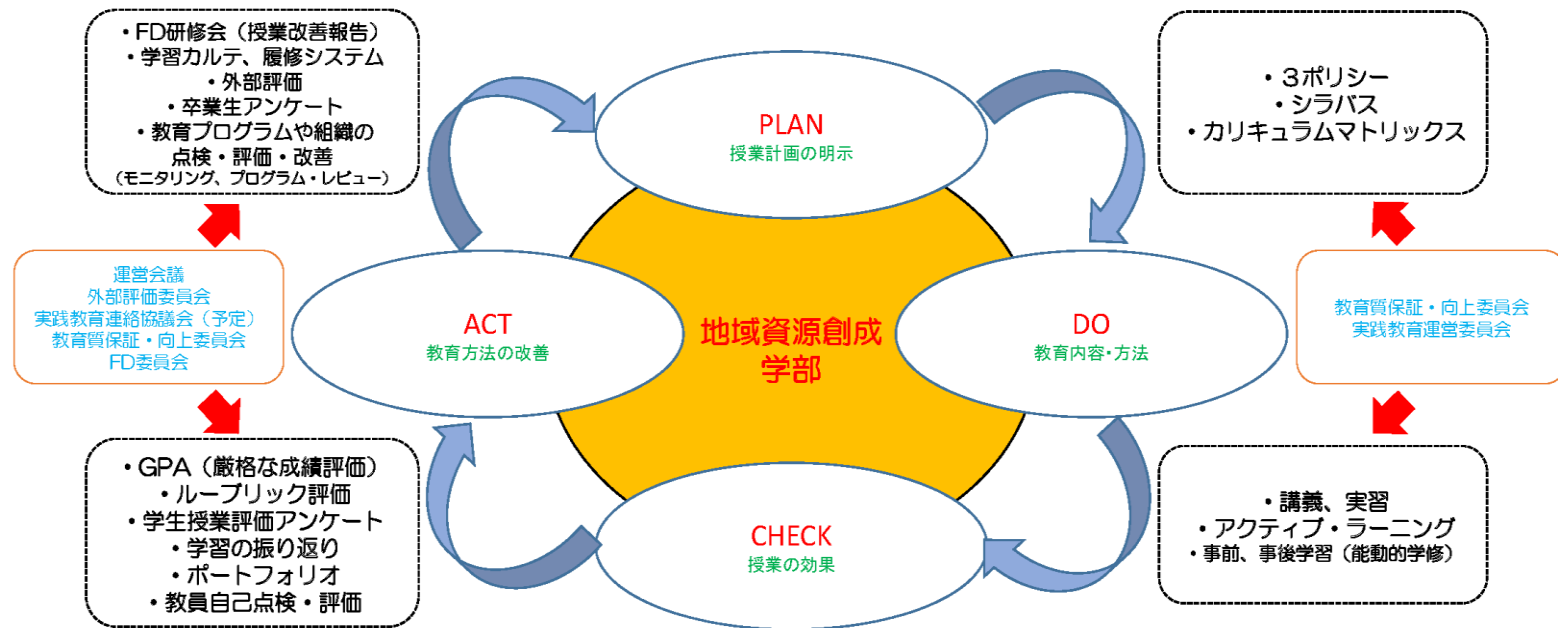 ・FD研修会（授業改善報告）
・学習カルテ、履修システム
・外部評価
・卒業生アンケート
・教育プログラムや組織の
点検・評価・改善
（モニタリング、プログラム・レビュー）
PLAN
授業計画の明示
・３ポリシー
・シラバス
・カリキュラムマトリックス
運営会議
外部評価委員会
実践教育連絡協議会（予定）
教育質保証・向上委員会
FD委員会
ACT
教育方法の改善
地域資源創成
学部
DO
教育内容・方法
教育質保証・向上委員会
実践教育運営委員会
・GPA（厳格な成績評価）
・ルーブリック評価
・学生授業評価アンケート
・学習の振り返り
・ポートフォリオ
・教員自己点検・評価
CHECK
授業の効果
・講義、実習
・アクティブ・ラーニング
・事前、事後学習（能動的学修）